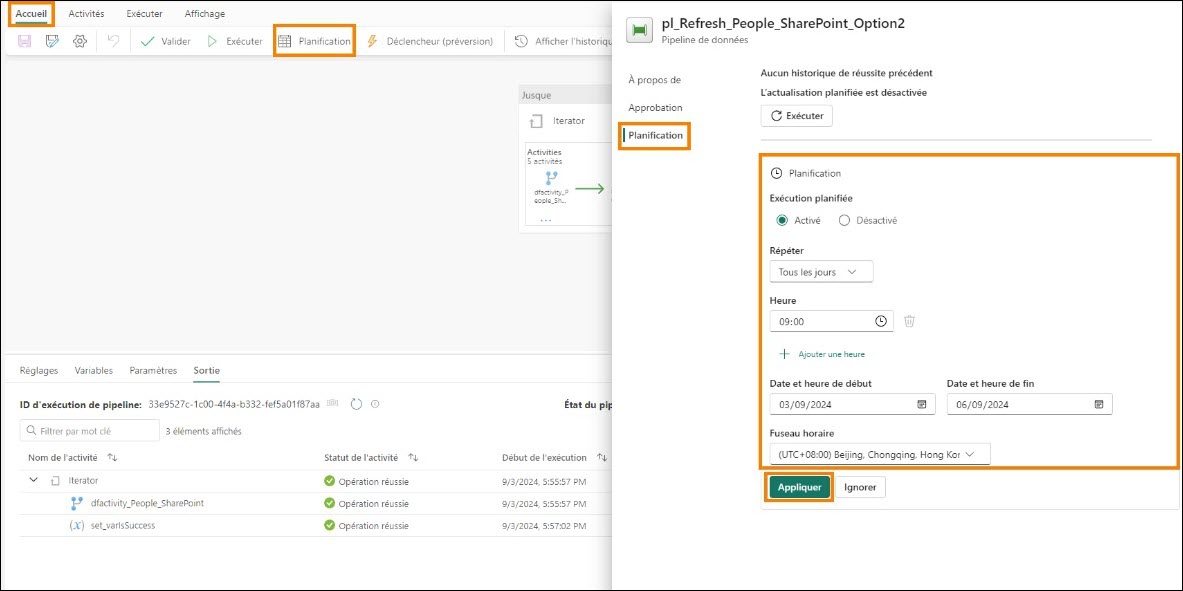 Accueil Activités Exécuter Affichage
Valider Exécuter Planification Déclencheur (préversion) Afficher l'historiqu
Jusque
Iterator
Activities
5 activités
dfactivity_P
eople_Sh...
...
Réglages Variables Paramètres Sortie
ID d'exécution de pipeline: 33e9527c-1c00-4f4a-b332-fef5a01f87aa État du pip
Filtrer par mot clé 3 éléments affichés
Nom de l'activité Statut de l'activité Début de l'exécution
Iterator Opération réussie 9/3/2024, 5:55:57 PM
dfactivity_People_SharePoint Opération réussie 9/3/2024, 5:55:57 PM
(x) set_varIsSuccess Opération réussie 9/3/2024, 5:57:02 PM
pl_Refresh_People_SharePoint_Option2
Pipeline de données
À propos de
Approbation
Planification
Aucun historique de réussite précédent
L'actualisation planifiée est désactivée
Exécuter
Planification
Exécution planifiée
Activé Désactivé
Répéter
Tous les jours
Heure
09:00
Ajouter une heure
Date et heure de début Date et heure de fin
03/09/2024 06/09/2024
Fuseau horaire
(UTC+08:00) Beijing, Chongqing, Hong Kor
Appliquer Ignorer